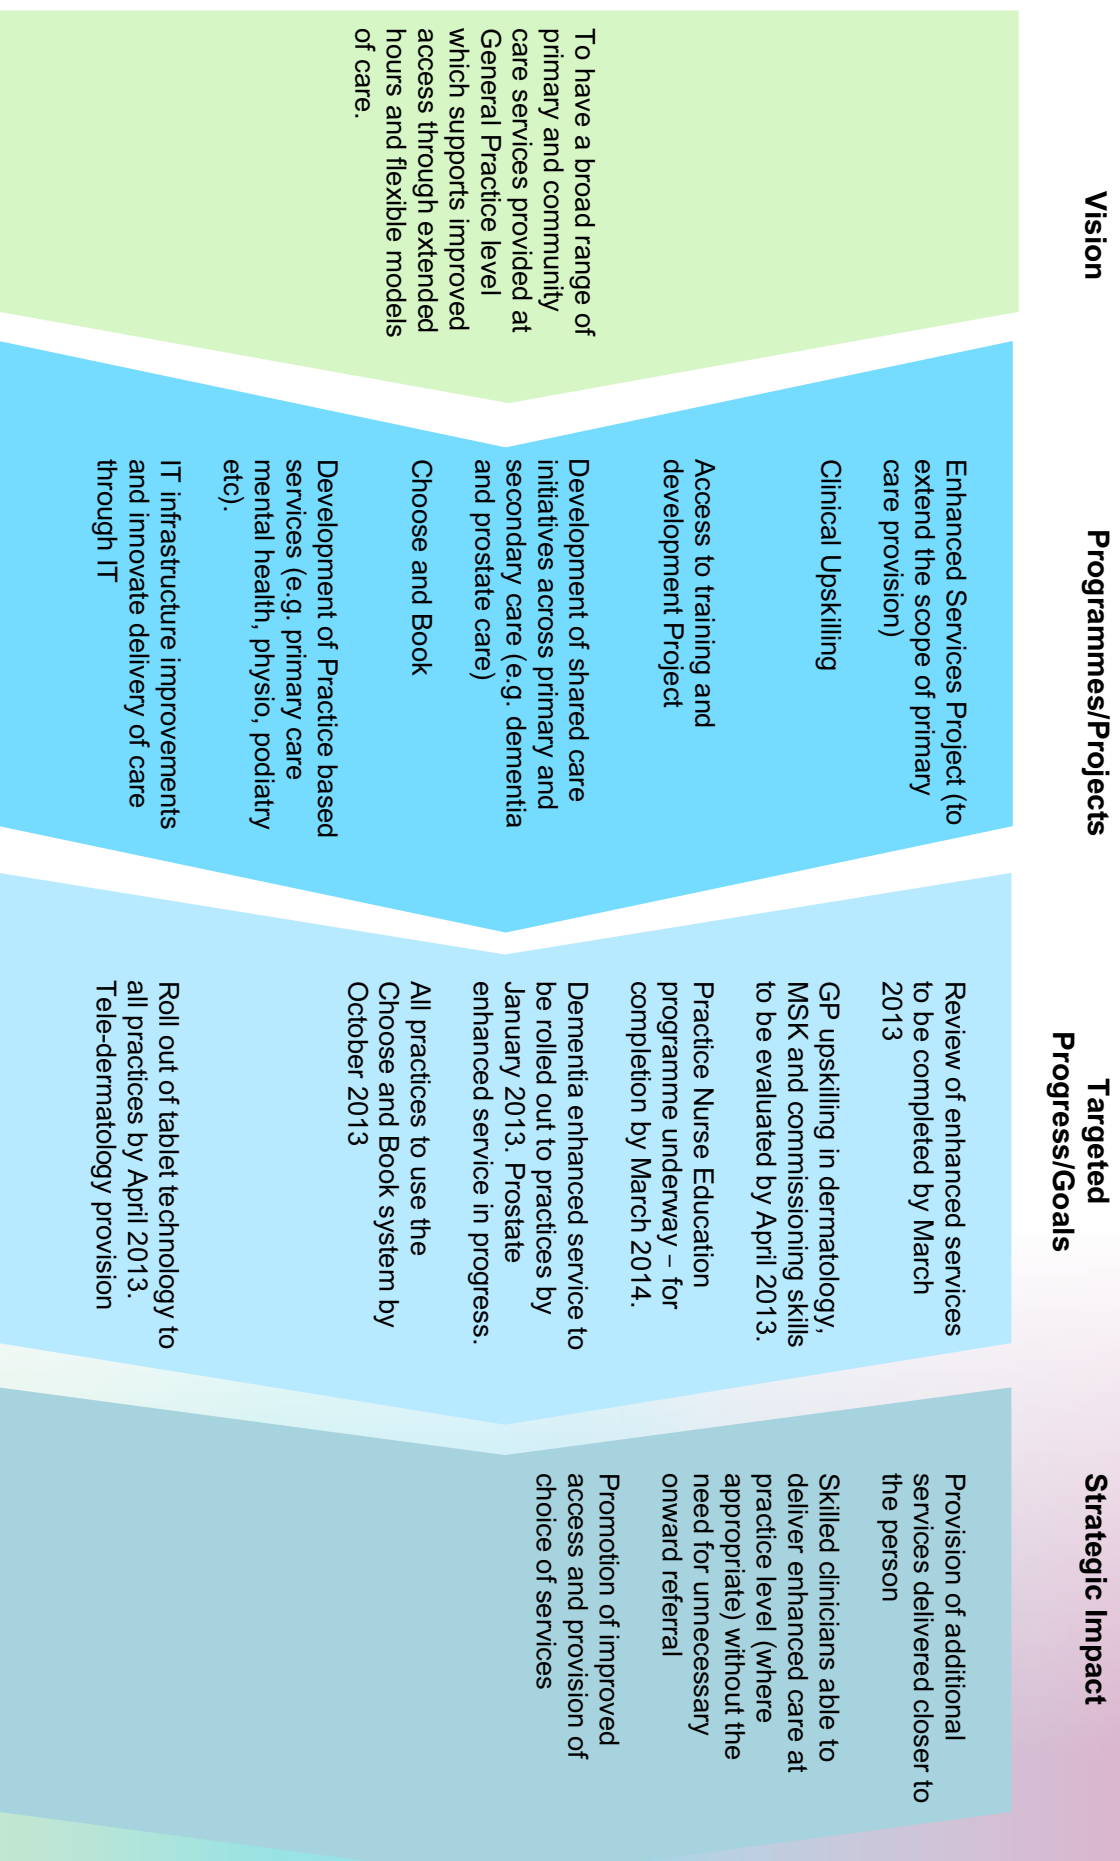 Vision
To have a broad range of
primary and community
care services provided at
General Practice level
which supports improved
access through extended
hours and flexible models
of care.
Programmes/Projects
Enhanced Services Project (to
extend the scope of primary
care provision)
Clinical Upskilling
Access to training and
development Project
Development of shared care
initiatives across primary and
secondary care (e.g. dementia
and prostate care)
Choose and Book
Development of Practice based
services (e.g. primary care
mental health, physio, podiatry
etc).
IT infrastructure improvements
and innovate delivery of care
through IT
Targeted
Progress/Goals
Review of enhanced services
to be completed by March
2013
GP upskilling in dermatology,
MSK and commissioning skills
to be evaluated by April 2013.
Practice Nurse Education
programme underway – for
completion by March 2014.
Dementia enhanced service to
be rolled out to practices by
January 2013. Prostate
enhanced service in progress.
All practices to use the
Choose and Book system by
October 2013
Roll out of tablet technology to
all practices by April 2013.
Tele-dermatology provision
Strategic Impact
Provision of additional
services delivered closer to
the person
Skilled clinicians able to
deliver enhanced care at
practice level (where
appropriate) without the
need for unnecessary
onward referral
Promotion of improved
access and provision of
choice of services